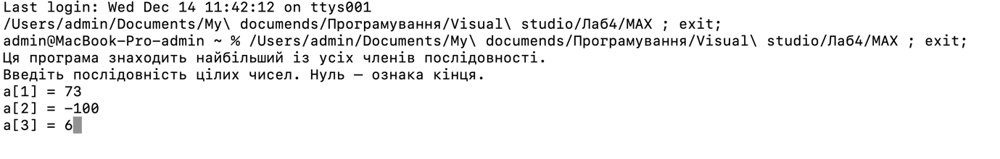 Last login: Wed Dec 14 11:42:12 on ttys001
/Users/admin/Documents/My\ documends/Програмування/Visual\ studio/Лаб4/MAX ; exit;
admin@MacBook-Pro-admin ~ % /Users/admin/Documents/My\ documends/Програмування/Visual\ studio/Лаб4/MAX ; exit;
Ця програма знаходить найбільший із усіх членів послідовності.
Введіть послідовність цілих чисел. Нуль — ознака кінця.
a[1] = 73
a[2] = -100
a[3] = 6